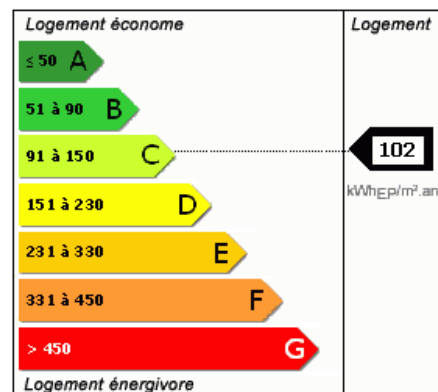 Logement économe
Logement
≤ 50 A
51 à 90 B
91 à 150 C
102
kWhEP/m².an
151 à 230 D
231 à 330 E
331 à 450 F
> 450 G
Logement énergivore